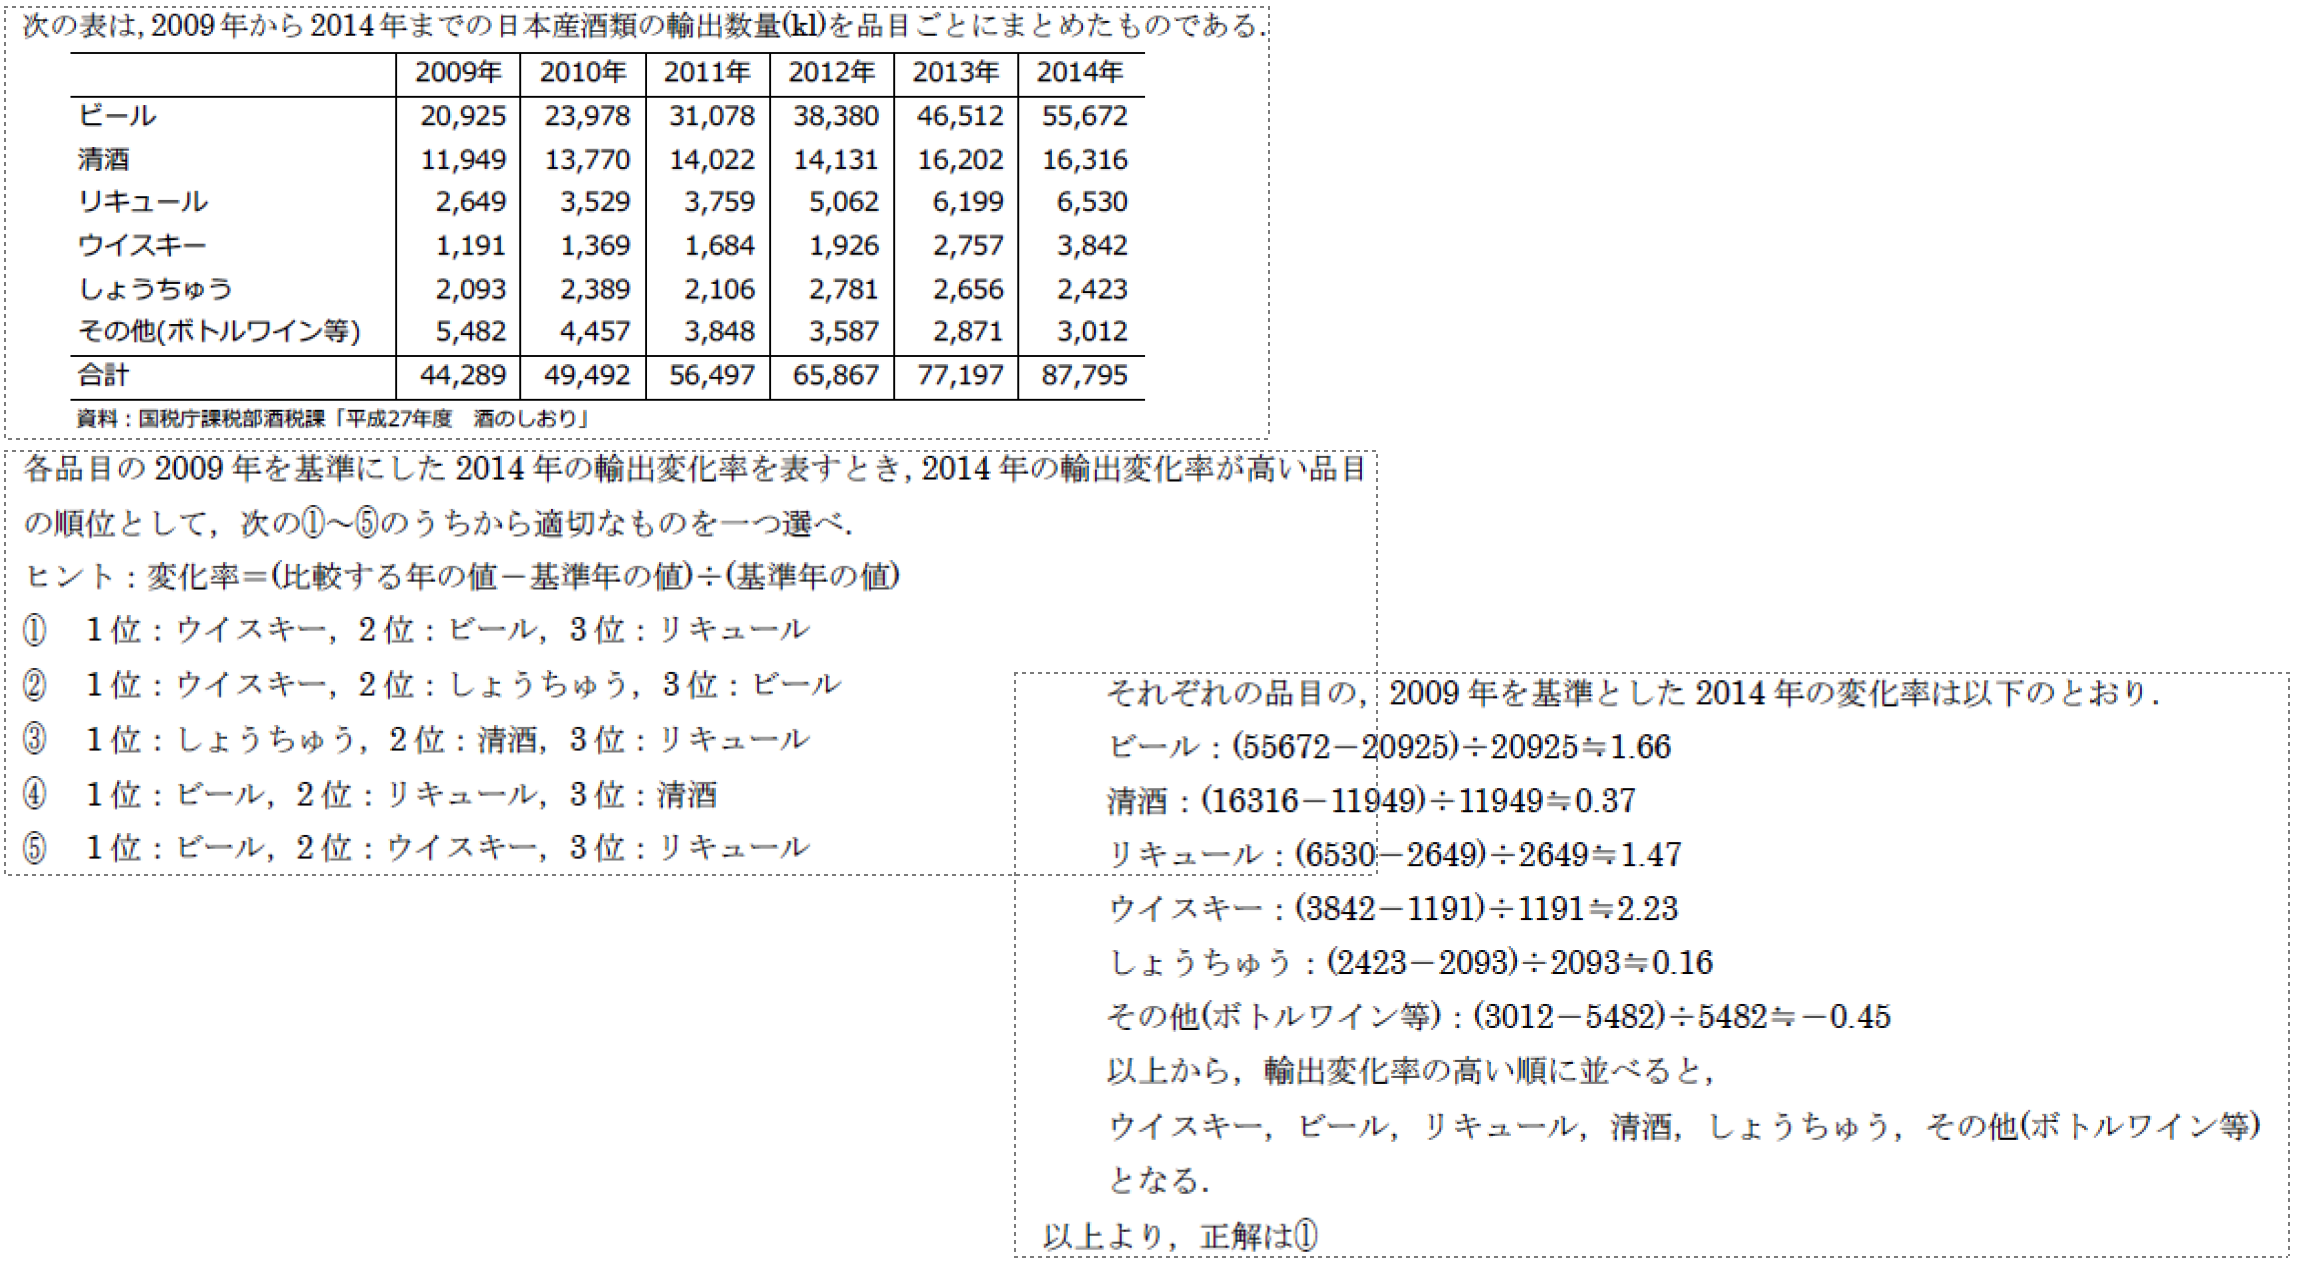 次の表は,2009年から2014年までの日本産酒類の輸出数量(kl)を品目ごとにまとめたものである.
2009年 2010年 2011年 2012年 2013年 2014年
ビール 20,925 23,978 31,078 38,380 46,512 55,672
清酒 11,949 13,770 14,022 14,131 16,202 16,316
リキュール 2,649 3,529 3,759 5,062 6,199 6,530
ウイスキー 1,191 1,369 1,684 1,926 2,757 3,842
しょうちゅう 2,093 2,389 2,106 2,781 2,656 2,423
その他(ボトルワイン等) 5,482 4,457 3,848 3,587 2,871 3,012
合計 44,289 49,492 56,497 65,867 77,197 87,795
資料：国税庁課税部酒税課「平成27年度　酒のしおり」
各品目の 2009 年を基準にした 2014 年の輸出変化率を表すとき, 2014 年の輸出変化率が高い品目
の順位として，次の①～⑤のうちから適切なものを一つ選べ.
ヒント：変化率＝(比較する年の値－基準年の値)÷(基準年の値)
①　1位：ウイスキー，2位：ビール，3位：リキュール
②　1位：ウイスキー，2位：しょうちゅう，3位：ビール
③　1位：しょうちゅう，2位：清酒，3位：リキュール
④　1位：ビール，2位：リキュール，3位：清酒
⑤　1位：ビール，2位：ウイスキー，3位：リキュール
それぞれの品目の，2009 年を基準とした 2014 年の変化率は以下のとおり.
ビール：(55672－20925)÷20925≒1.66
清酒：(16316－11949)÷11949≒0.37
リキュール：(6530－2649)÷2649≒1.47
ウイスキー：(3842－1191)÷1191≒2.23
しょうちゅう：(2423－2093)÷2093≒0.16
その他(ボトルワイン等)：(3012－5482)÷5482≒－0.45
以上から，輸出変化率の高い順に並べると，
ウイスキー，ビール，リキュール，清酒，しょうちゅう，その他(ボトルワイン等)
となる.
以上より，正解は①